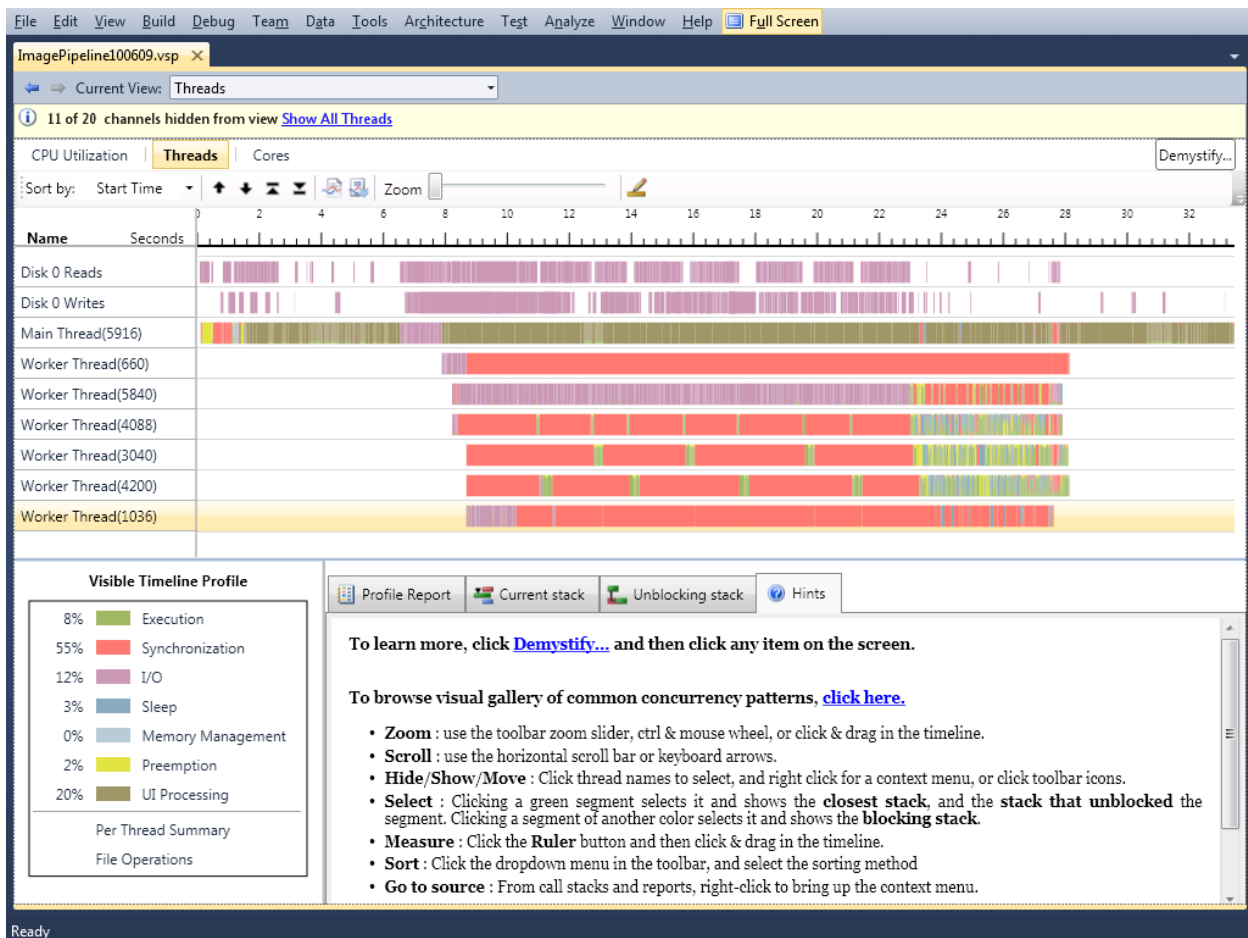 File Edit View Build Debug Team Data Tools Architecture Test Analyze Window Help Full Screen
ImagePipeline100609.vsp
Current View: Threads
11 of 20 channels hidden from view Show All Threads
CPU Utilization Threads Cores Demystify...
Sort by: Start Time Zoom
0 2 4 6 8 10 12 14 16 18 20 22 24 26 28 30 32
Name Seconds
Disk 0 Reads
Disk 0 Writes
Main Thread(5916)
Worker Thread(660)
Worker Thread(5840)
Worker Thread(4088)
Worker Thread(3040)
Worker Thread(4200)
Worker Thread(1036)
Visible Timeline Profile
8% Execution
55% Synchronization
12% I/O
3% Sleep
0% Memory Management
2% Preemption
20% UI Processing
Per Thread Summary
File Operations
Profile Report Current stack Unblocking stack Hints
To learn more, click Demystify... and then click any item on the screen.
To browse visual gallery of common concurrency patterns, click here.
• Zoom : use the toolbar zoom slider, ctrl & mouse wheel, or click & drag in the timeline.
• Scroll : use the horizontal scroll bar or keyboard arrows.
• Hide/Show/Move : Click thread names to select, and right click for a context menu, or click toolbar icons.
• Select : Clicking a green segment selects it and shows the closest stack, and the stack that unblocked the
segment. Clicking a segment of another color selects it and shows the blocking stack.
• Measure : Click the Ruler button and then click & drag in the timeline.
• Sort : Click the dropdown menu in the toolbar, and select the sorting method
• Go to source : From call stacks and reports, right-click to bring up the context menu.
Ready